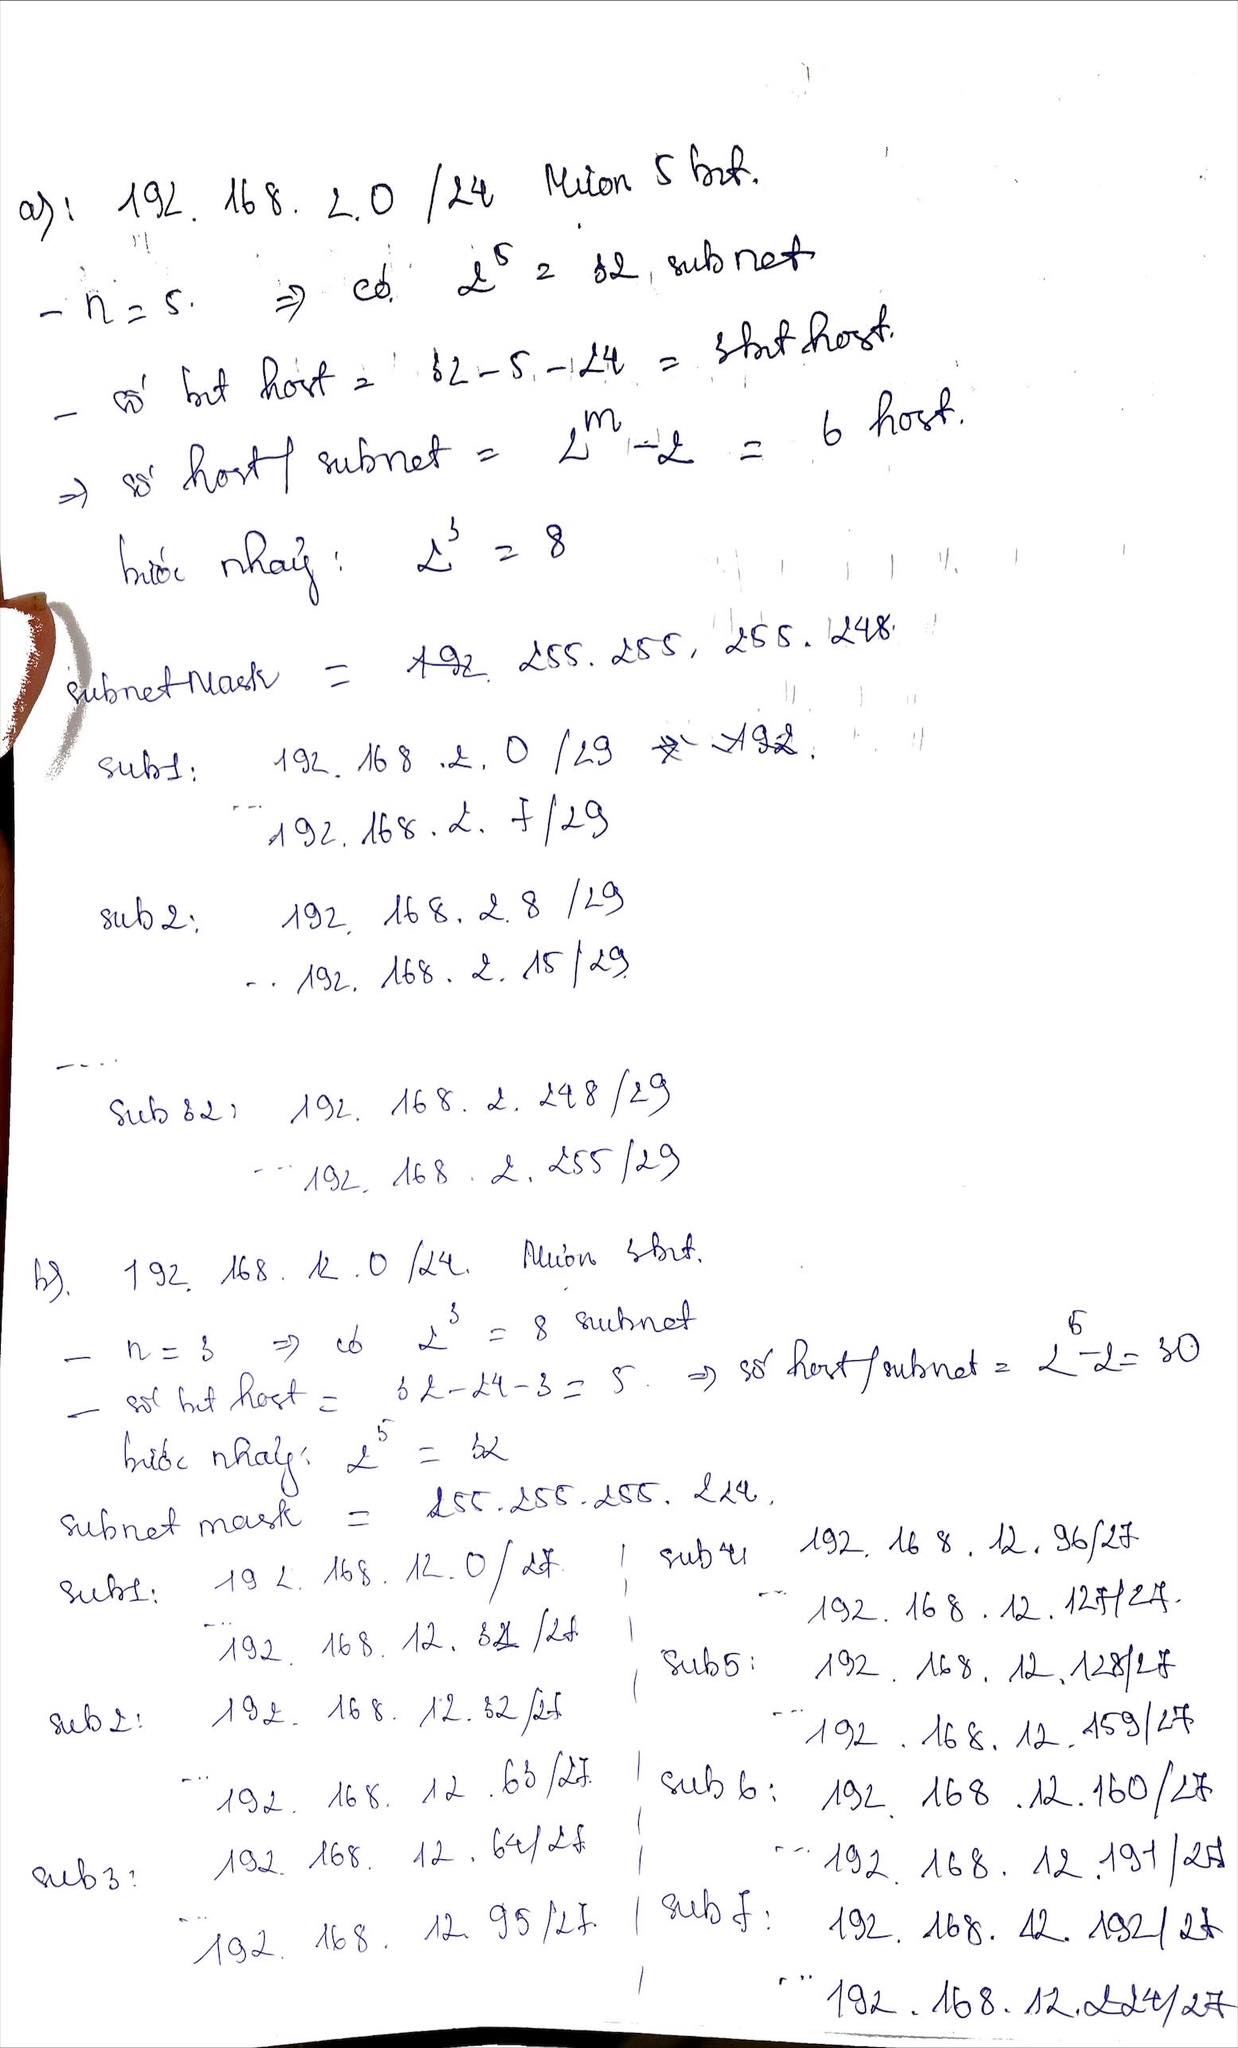 a): 192. 168. 2.0 /24 Mượn 5 bit.
- n = 5. ⇒ có 2^5 = 32 subnet
- số bit host = 32 - 5 - 24 = 3 bit host.
⇒ số host / subnet = 2^m - 2 = 6 host.
bước nhảy: 2^3 = 8
subnet Mask = 192. 255. 255. 255. 248.
sub1: 192. 168 .2. 0 /29 192.
... 192. 168. 2. 7/29
sub 2: 192. 168. 2. 8 /29
.. 192. 168. 2. 15/29
....
Sub 32: 192. 168. 2. 248/29
... 192. 168. 2. 255/29
b). 192. 168. 12.0 /24. Mượn 3 bit.
- n = 3 ⇒ có 2^3 = 8 subnet
- số bit host = 32-24-3 = 5. ⇒ số host/subnet = 2^5-2= 30
bước nhảy: 2^5 = 32
subnet mask = 255.255.255. 224.
sub1: 192. 168. 12.0/27
... 192. 168. 12. 31 /27
sub 2: 192. 168. 12. 32/27
... 192. 168. 12 .63/27
sub3: 192. 168. 12. 64/27
... 192. 168. 12. 95/27
sub4 192. 168. 12. 96/27
... 192. 168. 12. 127/27.
Sub5: 192. 168. 12. 128/27
... 192. 168. 12. 159/27
sub 6: 192. 168 .12. 160/27
... 192. 168. 12.191/27
sub 7: 192. 168. 12. 192/27
... 192. 168. 12.224/27